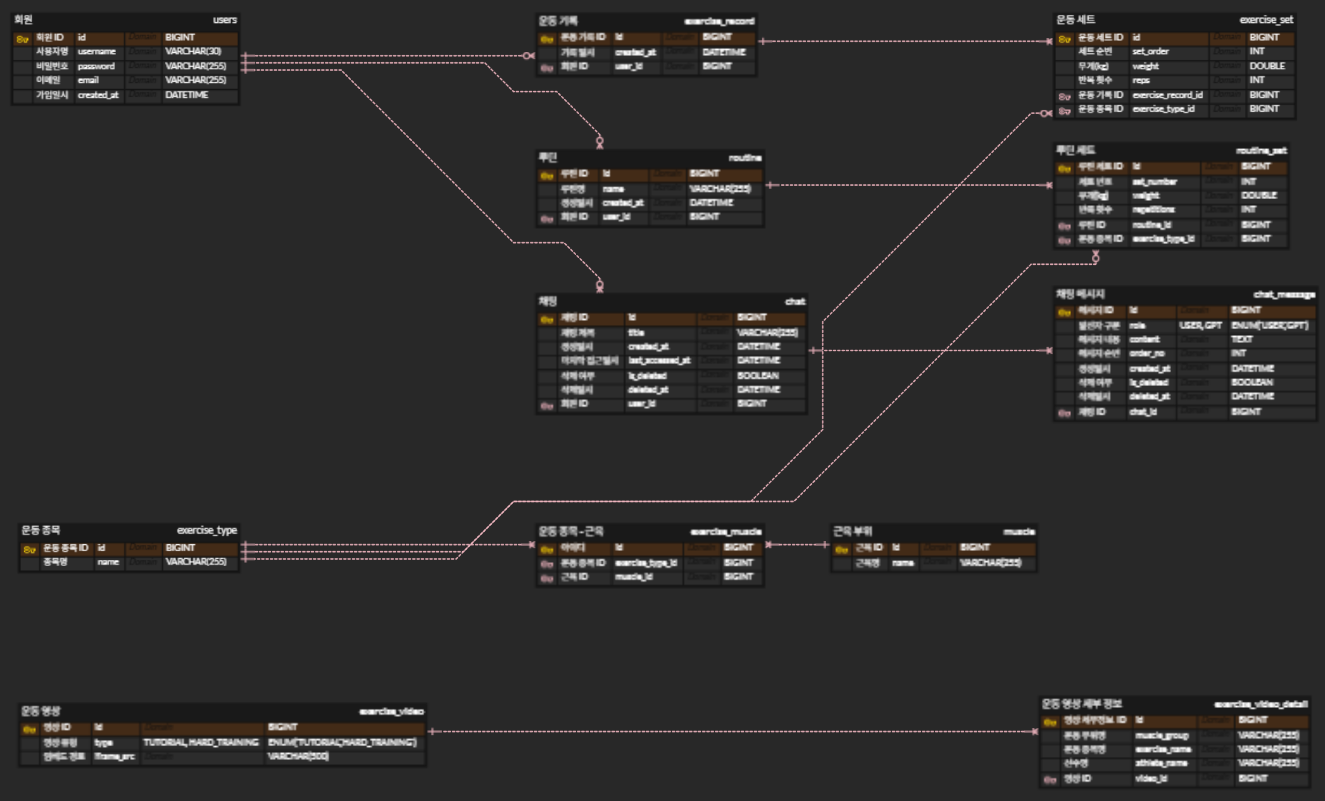 회원 users
회원 ID id Domain BIGINT
사용자명 username Domain VARCHAR(30)
비밀번호 password Domain VARCHAR(255)
이메일 email Domain VARCHAR(255)
가입일시 created_at Domain DATETIME
운동 기록 exercise_record
운동 기록 ID id Domain BIGINT
기록일시 created_at Domain DATETIME
회원 ID user_id Domain BIGINT
운동 세트 exercise_set
운동 세트 ID id Domain BIGINT
세트 순번 set_order Domain INT
무게(kg) weight Domain DOUBLE
반복 횟수 reps Domain INT
운동 기록 ID exercise_record_id Domain BIGINT
운동 종목 ID exercise_type_id Domain BIGINT
루틴 routine
루틴 ID id Domain BIGINT
루틴명 name Domain VARCHAR(255)
생성일시 created_at Domain DATETIME
회원 ID user_id Domain BIGINT
루틴 세트 routine_set
루틴 세트 ID id Domain BIGINT
세트 번호 set_number Domain INT
무게(kg) weight Domain DOUBLE
반복 횟수 repetitions Domain INT
루틴 ID routine_id Domain BIGINT
운동 종목 ID exercise_type_id Domain BIGINT
채팅 chat
채팅 ID id Domain BIGINT
채팅 제목 title Domain VARCHAR(255)
생성일시 created_at Domain DATETIME
마지막 접근일시 last_accessed_at Domain DATETIME
삭제 여부 is_deleted Domain BOOLEAN
삭제일시 deleted_at Domain DATETIME
회원 ID user_id Domain BIGINT
채팅 메시지 chat_message
메시지 ID id Domain BIGINT
발신자 구분 role USER, GPT ENUM('USER','GPT')
메시지 내용 content Domain TEXT
메시지 순번 order_no Domain INT
생성일시 created_at Domain DATETIME
삭제 여부 is_deleted Domain BOOLEAN
삭제일시 deleted_at Domain DATETIME
채팅 ID chat_id Domain BIGINT
운동 종목 exercise_type
운동 종목 ID id Domain BIGINT
종목명 name Domain VARCHAR(255)
운동 종목 - 근육 exercise_muscle
아이디 id Domain BIGINT
운동 종목 ID exercise_type_id Domain BIGINT
근육 ID muscle_id Domain BIGINT
근육 부위 muscle
근육 ID id Domain BIGINT
근육명 name Domain VARCHAR(255)
운동 영상 exercise_video
영상 ID id Domain BIGINT
영상 유형 type TUTORIAL, HARD_TRAINING ENUM('TUTORIAL','HARD_TRAINING')
임베드 경로 iframe_src Domain VARCHAR(500)
운동 영상 세부 정보 exercise_video_detail
영상 세부정보 ID id Domain BIGINT
운동 부위명 muscle_group Domain VARCHAR(255)
운동 종목명 exercise_name Domain VARCHAR(255)
선수명 athlete_name Domain VARCHAR(255)
영상 ID video_id Domain BIGINT